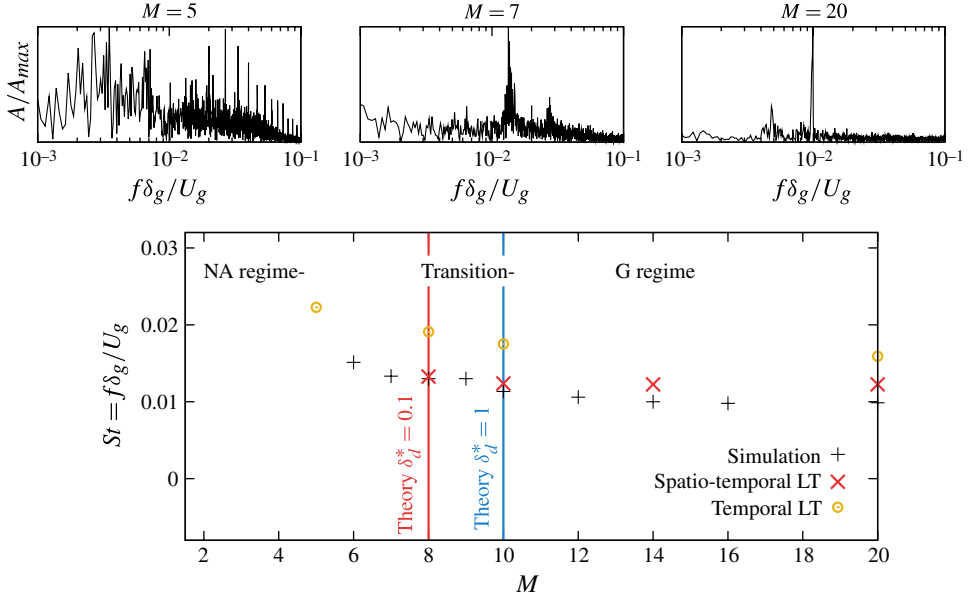 M = 5
M = 7
M = 20
A/A_max
10⁻³ 10⁻² 10⁻¹
10⁻³ 10⁻² 10⁻¹
10⁻³ 10⁻² 10⁻¹
fδ_g/U_g
fδ_g/U_g
fδ_g/U_g
0.03
0.02
0.01
0
St = fδ_g/U_g
NA regime-
Transition-
G regime
Theory δ*_d = 0.1
Theory δ*_d = 1
Simulation
Spatio-temporal LT
Temporal LT
2 4 6 8 10 12 14 16 18 20
M